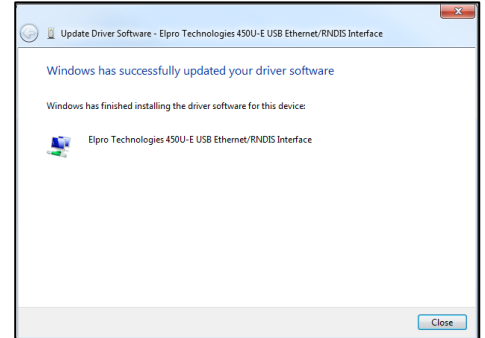 Update Driver Software - Elpro Technologies 450U-E USB Ethernet/RNDIS Interface
Windows has successfully updated your driver software
Windows has finished installing the driver software for this device:
Elpro Technologies 450U-E USB Ethernet/RNDIS Interface
Close